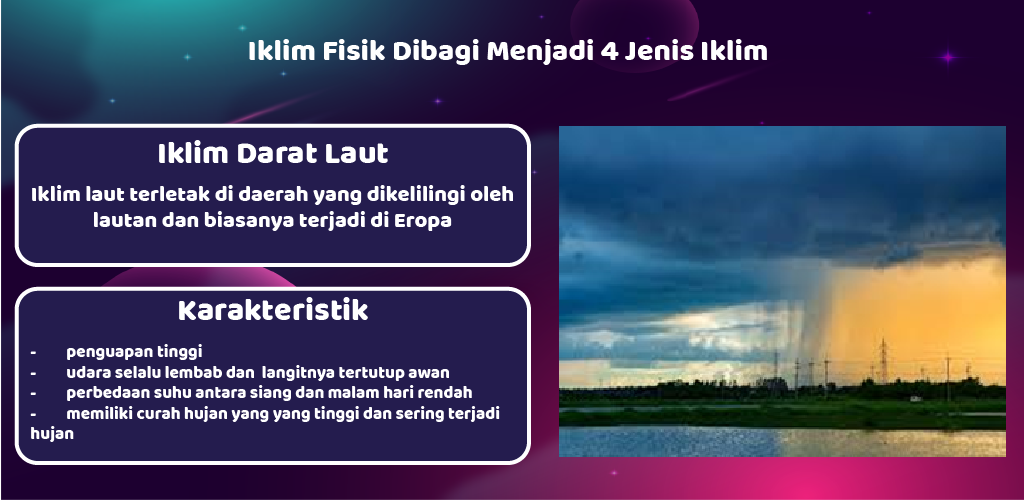 Iklim Fisik Dibagi Menjadi 4 Jenis Iklim
Iklim Darat Laut
Iklim laut terletak di daerah yang dikelilingi oleh
lautan dan biasanya terjadi di Eropa
Karakteristik
- penguapan tinggi
- udara selalu lembab dan langitnya tertutup awan
- perbedaan suhu antara siang dan malam hari rendah
- memiliki curah hujan yang yang tinggi dan sering terjadi
hujan